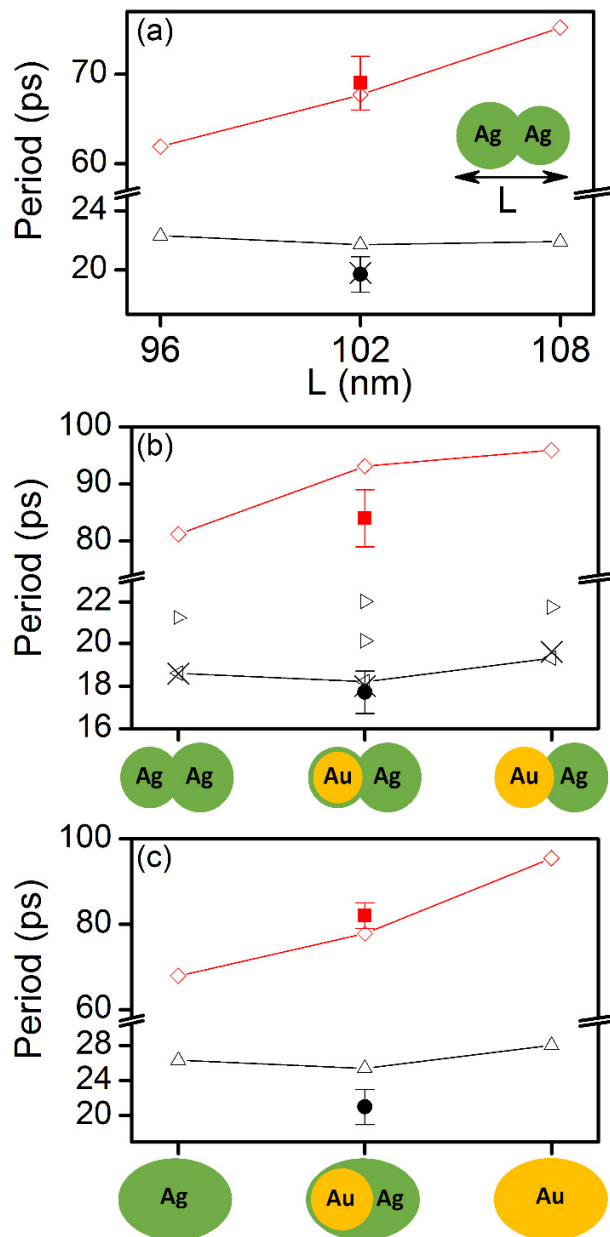 (a)
Period (ps)
70
60
24
20
Ag Ag
L
96 102 108
L (nm)
(b)
Period (ps)
100
90
80
22
20
18
16
Ag Ag Au Ag Au Ag
(c)
Period (ps)
100
80
60
28
24
20
Ag Au Ag Au